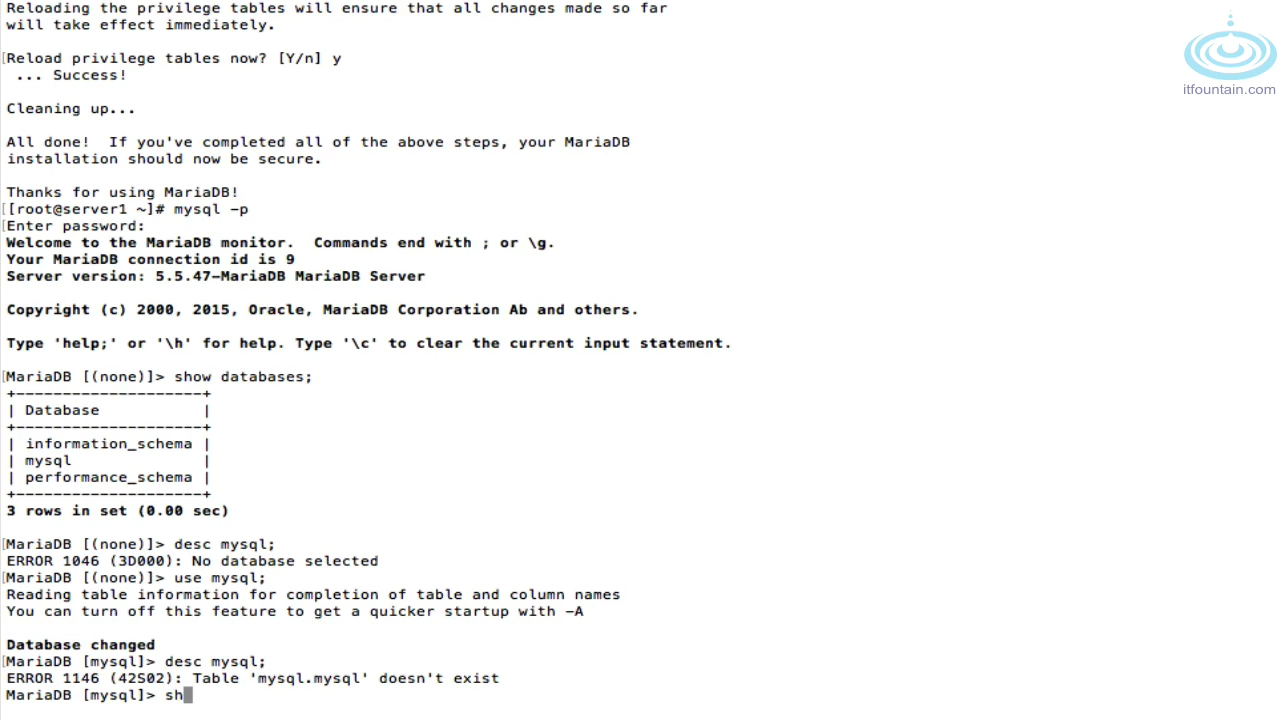 Reloading the privilege tables will ensure that all changes made so far
will take effect immediately.
[Reload privilege tables now? [Y/n] y
 ... Success!
Cleaning up...
All done!  If you've completed all of the above steps, your MariaDB
installation should now be secure.
Thanks for using MariaDB!
[[root@server1 ~]# mysql -p
[Enter password:
Welcome to the MariaDB monitor.  Commands end with ; or \g.
Your MariaDB connection id is 9
Server version: 5.5.47-MariaDB MariaDB Server
Copyright (c) 2000, 2015, Oracle, MariaDB Corporation Ab and others.
Type 'help;' or '\h' for help. Type '\c' to clear the current input statement.
[MariaDB [(none)]> show databases;
+--------------------+
| Database           |
+--------------------+
| information_schema |
| mysql              |
| performance_schema |
+--------------------+
3 rows in set (0.00 sec)
[MariaDB [(none)]> desc mysql;
ERROR 1046 (3D000): No database selected
[MariaDB [(none)]> use mysql;
Reading table information for completion of table and column names
You can turn off this feature to get a quicker startup with -A
Database changed
[MariaDB [mysql]> desc mysql;
ERROR 1146 (42S02): Table 'mysql.mysql' doesn't exist
MariaDB [mysql]> sh
itfountain.com